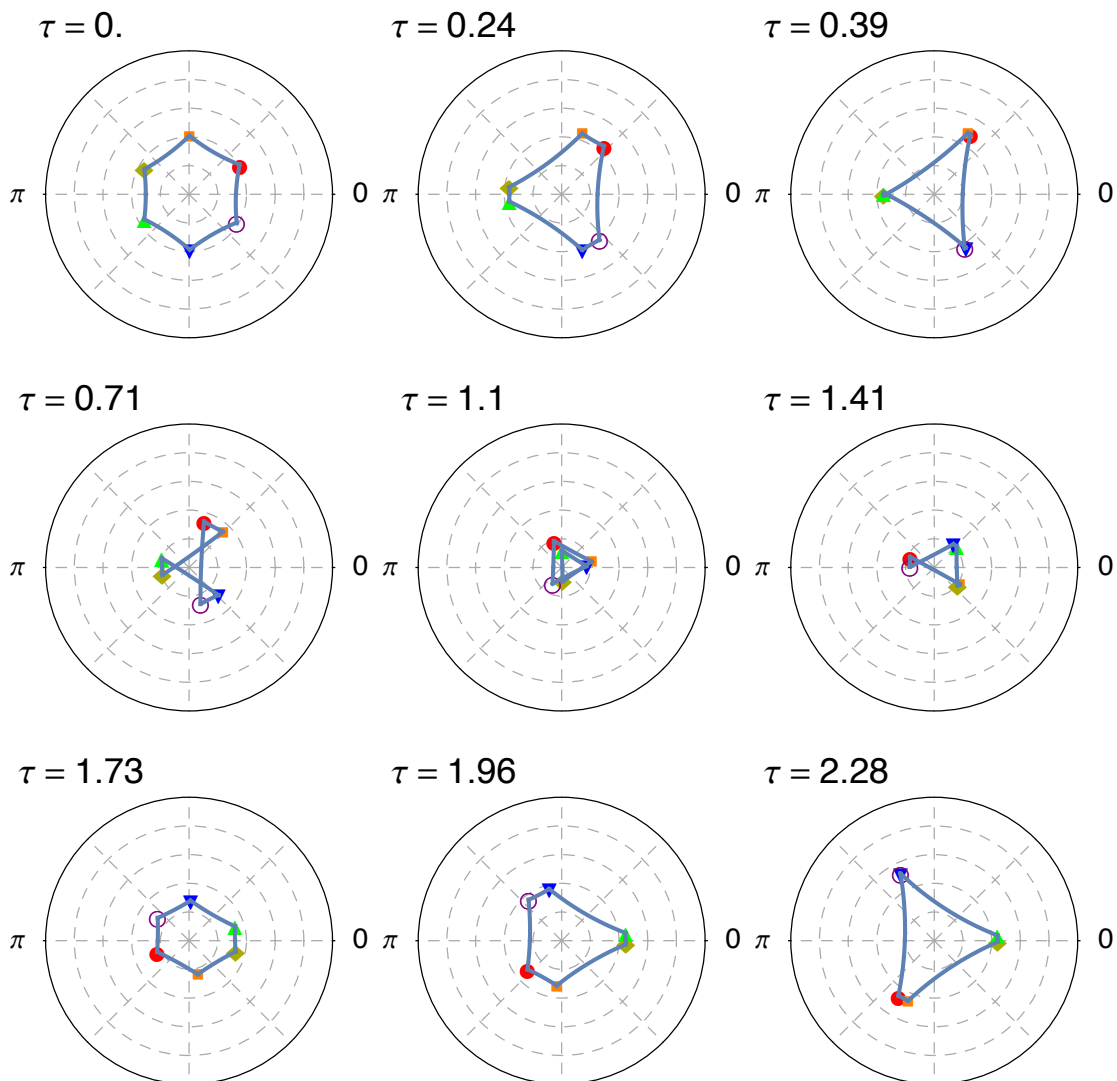 τ = 0.
τ = 0.24
τ = 0.39
π 0 π 0 π 0
τ = 0.71
τ = 1.1
τ = 1.41
π 0 π 0 π 0
τ = 1.73
τ = 1.96
τ = 2.28
π 0 π 0 π 0